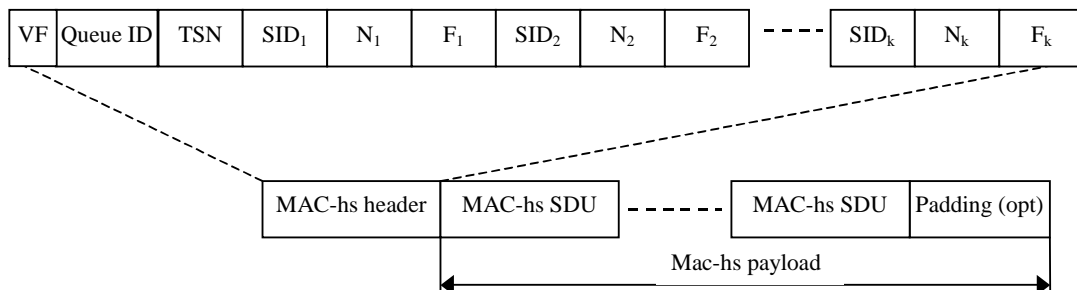 VF Queue ID TSN SID₁ N₁ F₁ SID₂ N₂ F₂ SIDₖ Nₖ Fₖ
MAC-hs header MAC-hs SDU MAC-hs SDU Padding (opt)
Mac-hs payload